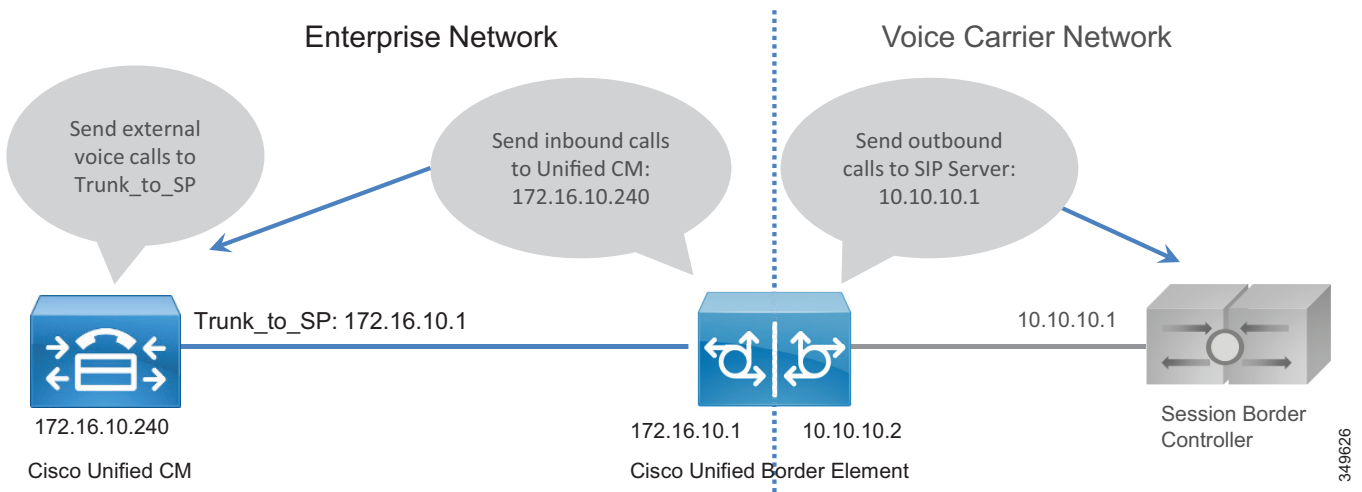 Enterprise Network
Voice Carrier Network
Send external
voice calls to
Trunk_to_SP
Send inbound calls
to Unified CM:
172.16.10.240
Send outbound
calls to SIP Server:
10.10.10.1
Trunk_to_SP: 172.16.10.1
10.10.10.1
172.16.10.240
Cisco Unified CM
172.16.10.1
10.10.10.2
Cisco Unified Border Element
Session Border
Controller
349626